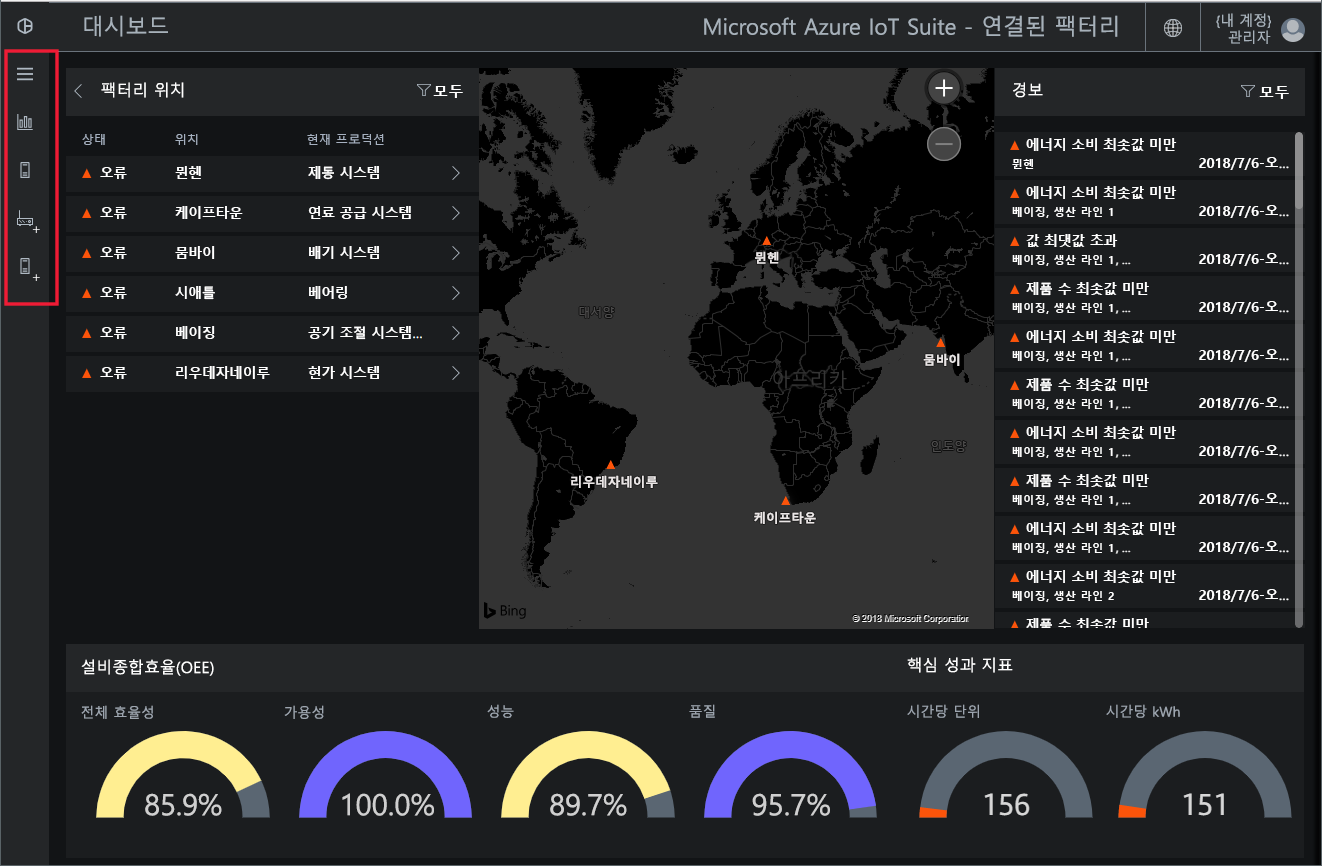 대시보드
Microsoft Azure IoT Suite - 연결된 팩터리
{내 계정}
관리자
팩터리 위치
모두
상태 위치 현재 프로덕션
오류 뮌헨 제동 시스템
오류 케이프타운 연료 공급 시스템
오류 뭄바이 배기 시스템
오류 시애틀 베어링
오류 베이징 공기 조절 시스템...
오류 리우데자네이루 현가 시스템
뮌헨
대서양
뭄바이
아프리카
인도양
리우데자네이루
케이프타운
Bing
© 2018 Microsoft Corporation
경보
모두
에너지 소비 최솟값 미만
뮌헨 2018/7/6-오...
에너지 소비 최솟값 미만
베이징, 생산 라인 1 2018/7/6-오...
값 최댓값 초과
베이징, 생산 라인 1, ... 2018/7/6-오...
제품 수 최솟값 미만
베이징, 생산 라인 1, ... 2018/7/6-오...
에너지 소비 최솟값 미만
베이징, 생산 라인 1, ... 2018/7/6-오...
제품 수 최솟값 미만
베이징, 생산 라인 1, ... 2018/7/6-오...
에너지 소비 최솟값 미만
베이징, 생산 라인 1, ... 2018/7/6-오...
제품 수 최솟값 미만
베이징, 생산 라인 1, ... 2018/7/6-오...
에너지 소비 최솟값 미만
베이징, 생산 라인 1, ... 2018/7/6-오...
에너지 소비 최솟값 미만
베이징, 생산 라인 2 2018/7/6-오...
제품 수 최솟값 미만
설비종합효율(OEE)
핵심 성과 지표
전체 효율성 가용성 성능 품질 시간당 단위 시간당 kWh
85.9% 100.0% 89.7% 95.7% 156 151